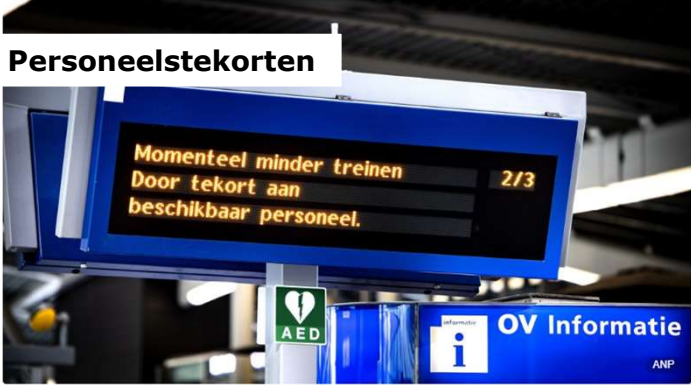 Personeelstekorten
Momenteel minder treinen
2/3
Door tekort aan
beschikbaar personeel.
AED
informatie
i
OV Informatie
ANP